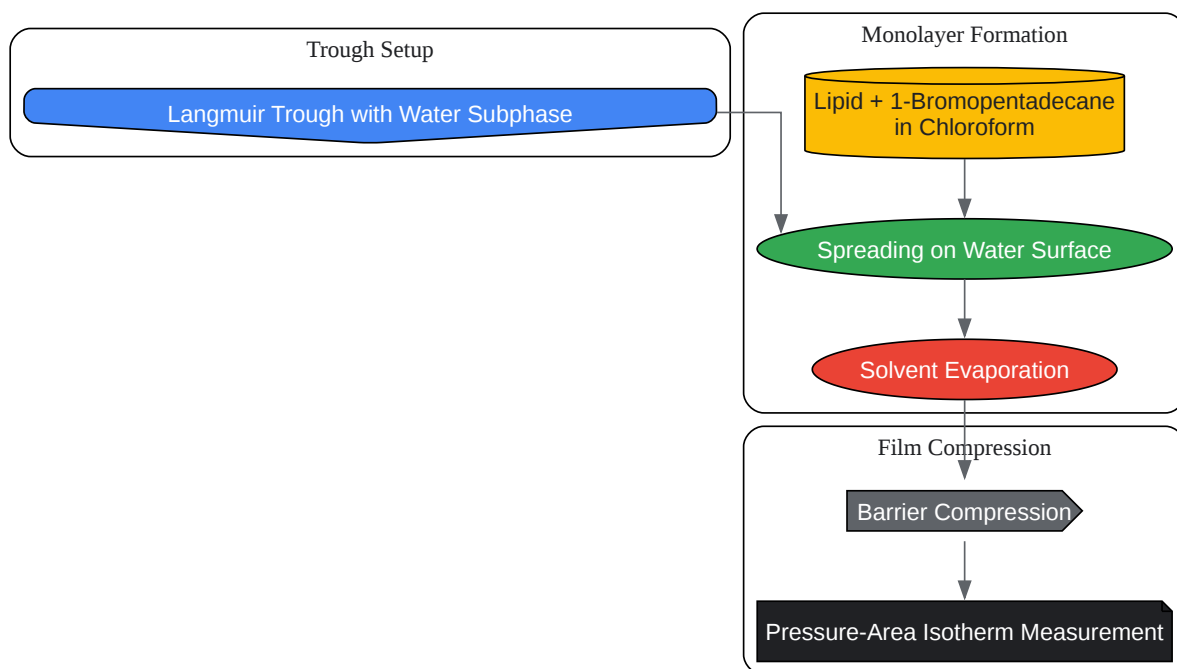 Trough Setup
Langmuir Trough with Water Subphase
Monolayer Formation
Lipid + 1-Bromopentadecane
in Chloroform
Spreading on Water Surface
Solvent Evaporation
Film Compression
Barrier Compression
Pressure-Area Isotherm Measurement